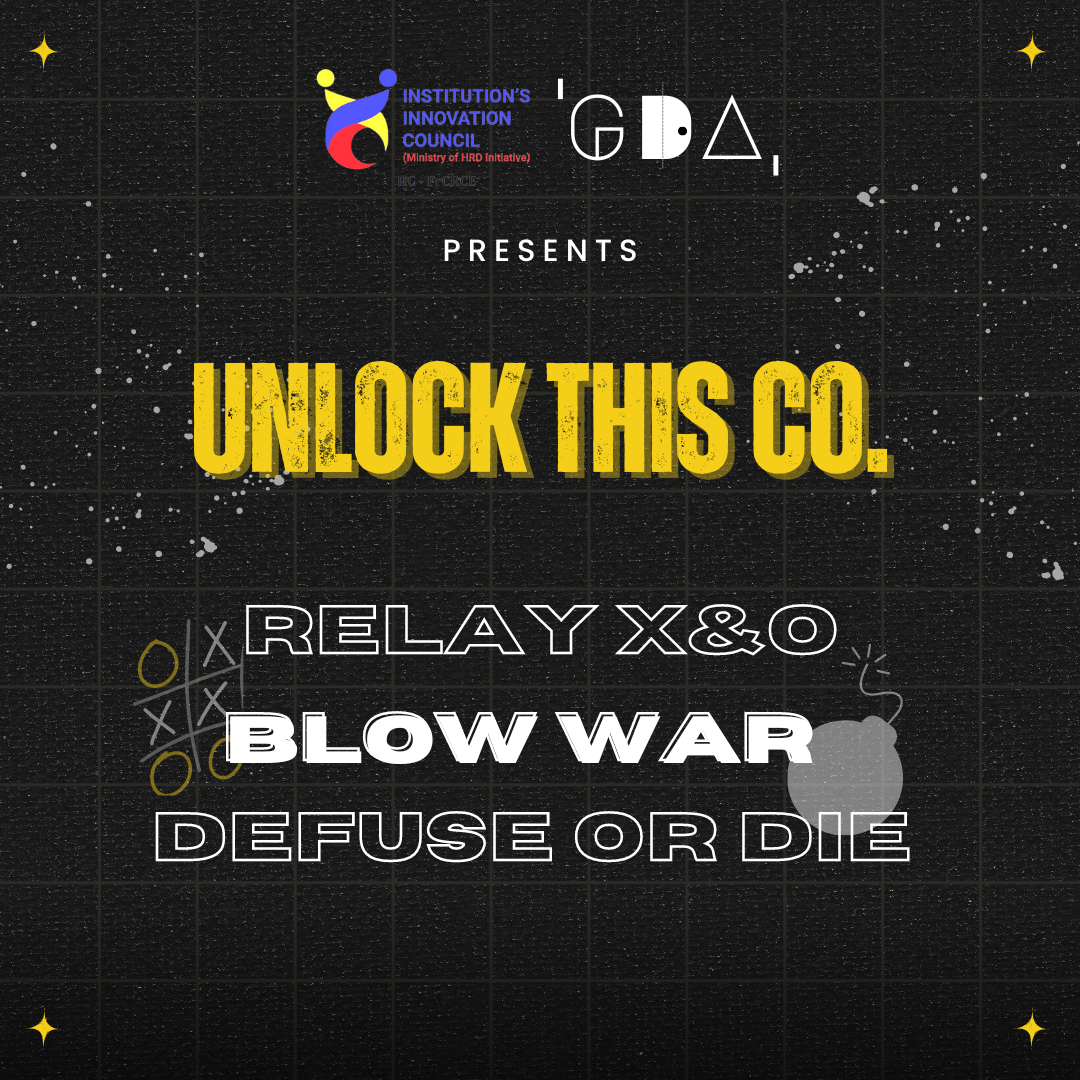 INSTITUTION'S
INNOVATION
COUNCIL
(Ministry of HRD Initiative)
IIC - FrCRCE
'GDA,
PRESENTS
UNLOCK THIS CO.
RELAY X&O
BLOW WAR
DEFUSE OR DIE